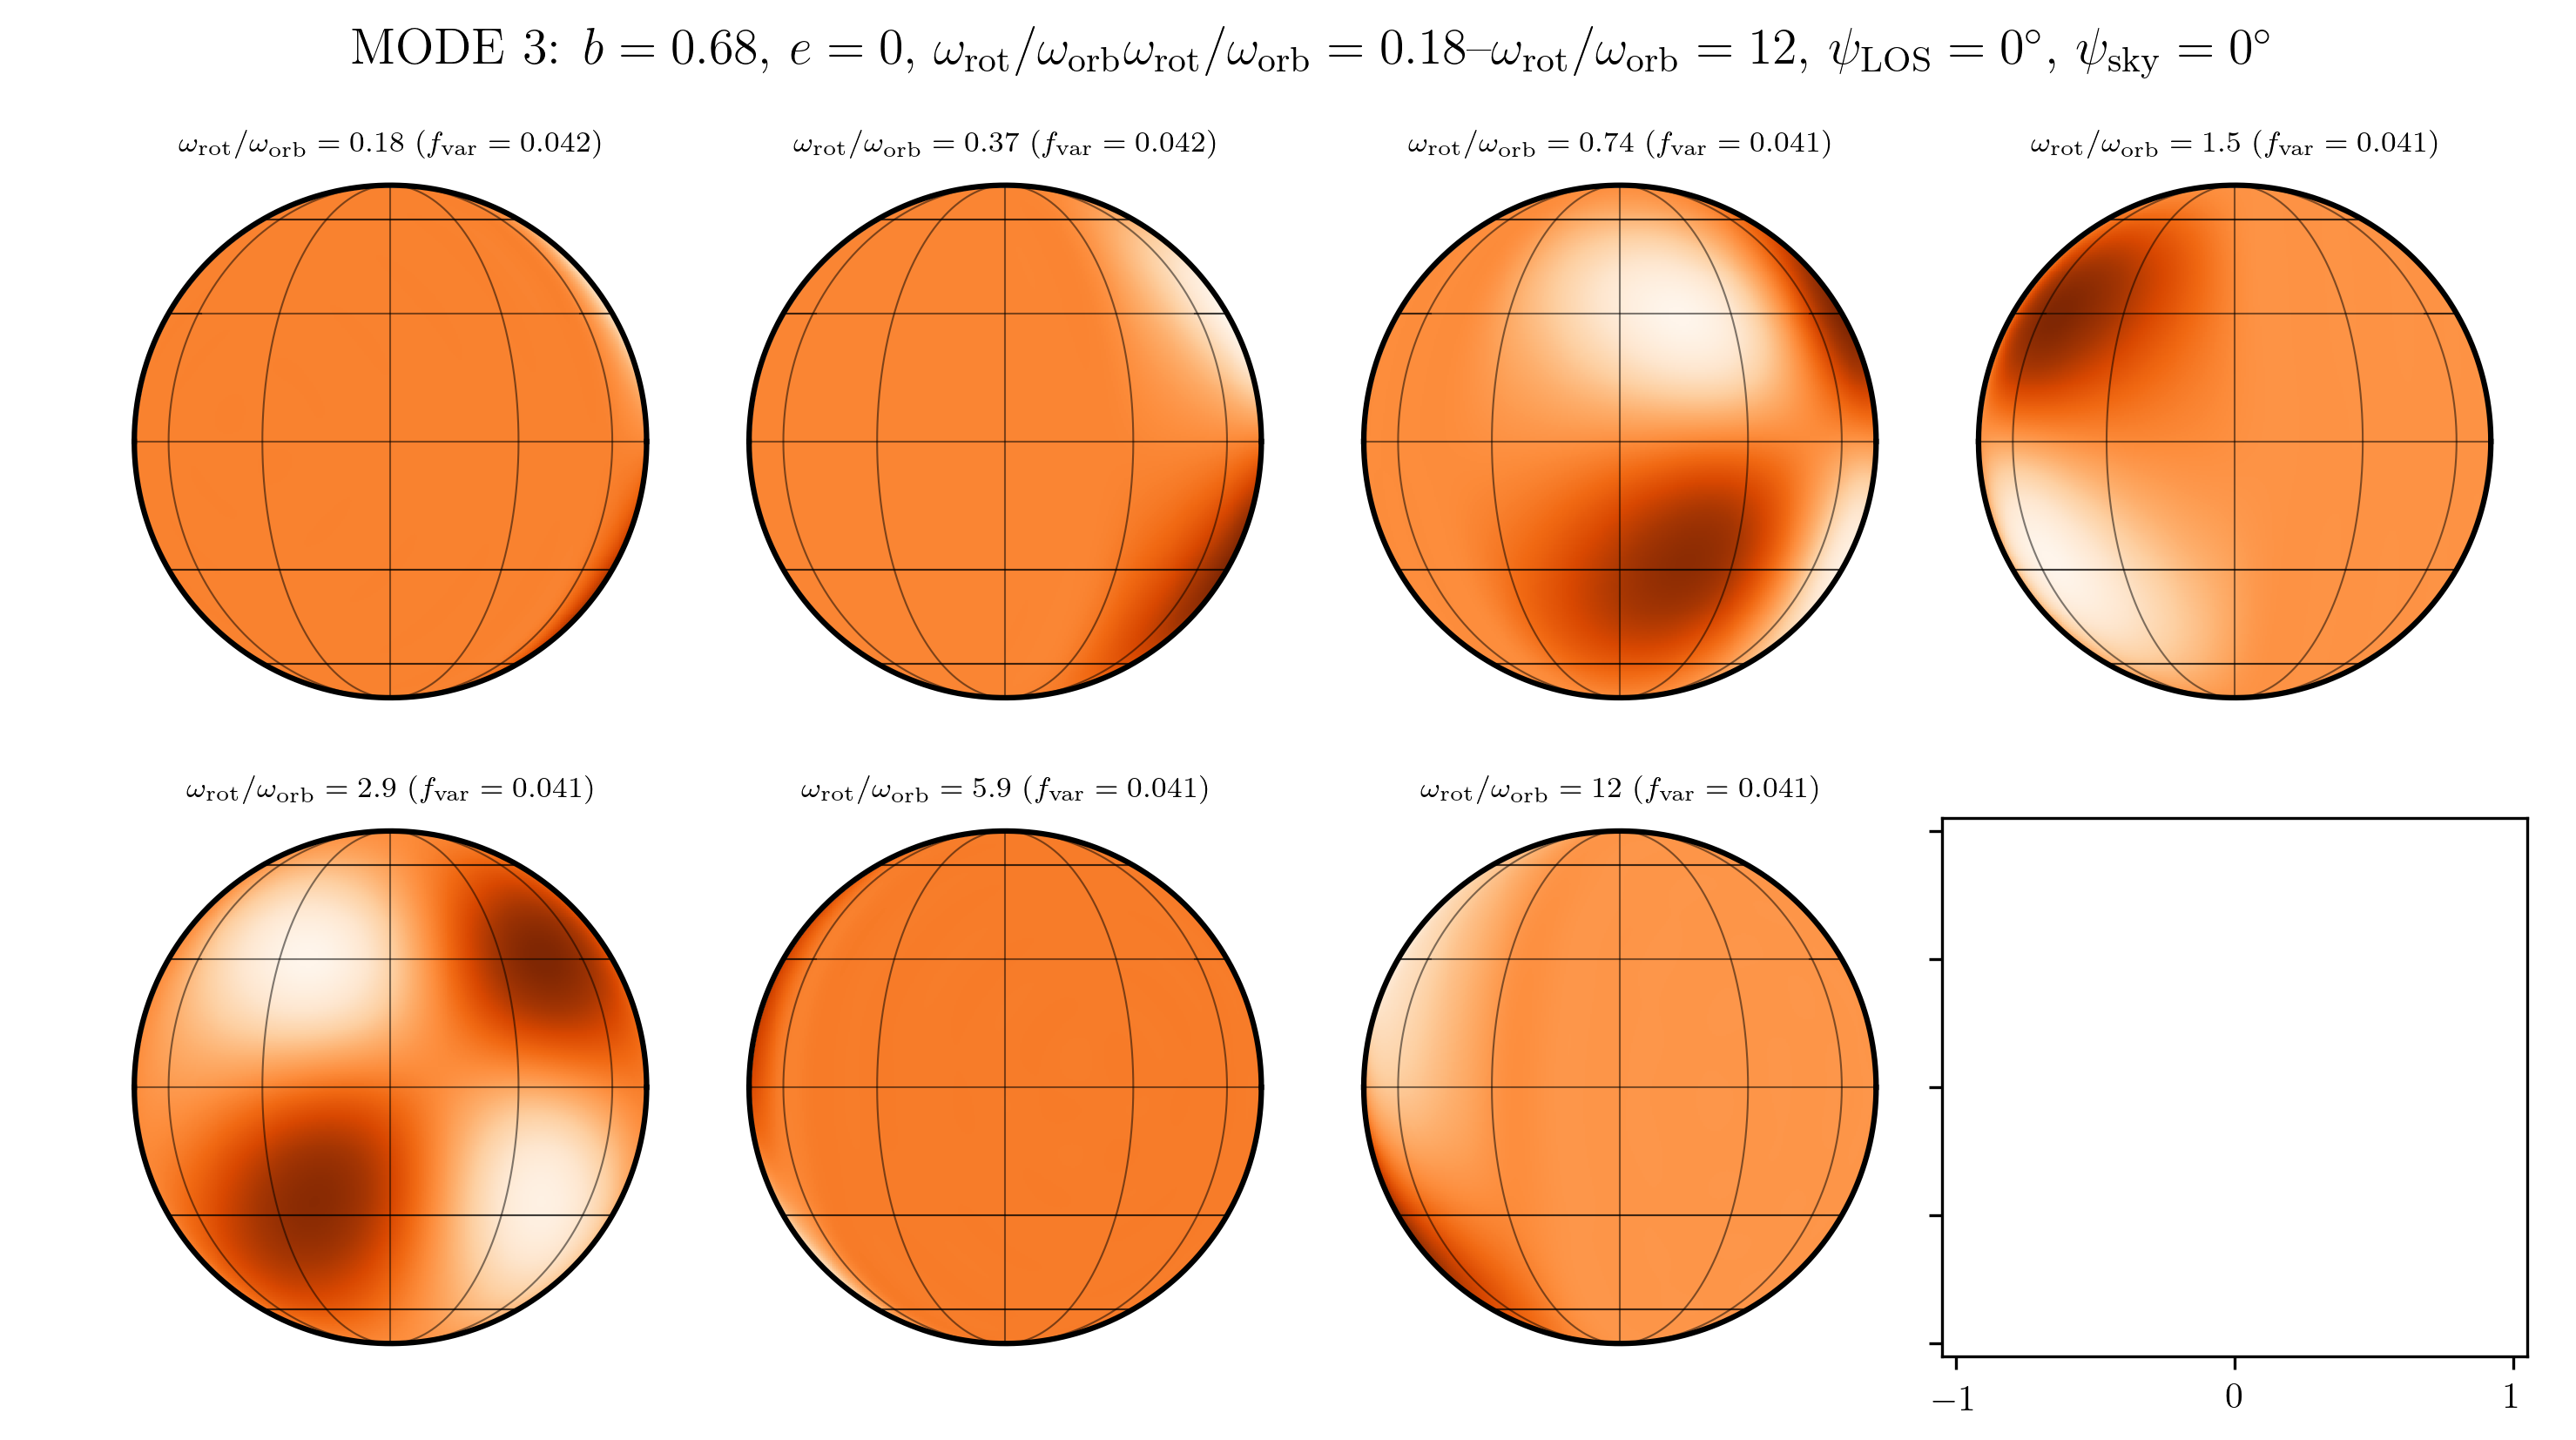 MODE 3: b = 0.68, e = 0, ω_rot/ω_orbω_rot/ω_orb = 0.18–ω_rot/ω_orb = 12, ψ_LOS = 0°, ψ_sky = 0°
ω_rot/ω_orb = 0.18 (f_var = 0.042)
ω_rot/ω_orb = 0.37 (f_var = 0.042)
ω_rot/ω_orb = 0.74 (f_var = 0.041)
ω_rot/ω_orb = 1.5 (f_var = 0.041)
ω_rot/ω_orb = 2.9 (f_var = 0.041)
ω_rot/ω_orb = 5.9 (f_var = 0.041)
ω_rot/ω_orb = 12 (f_var = 0.041)
−1 0 1